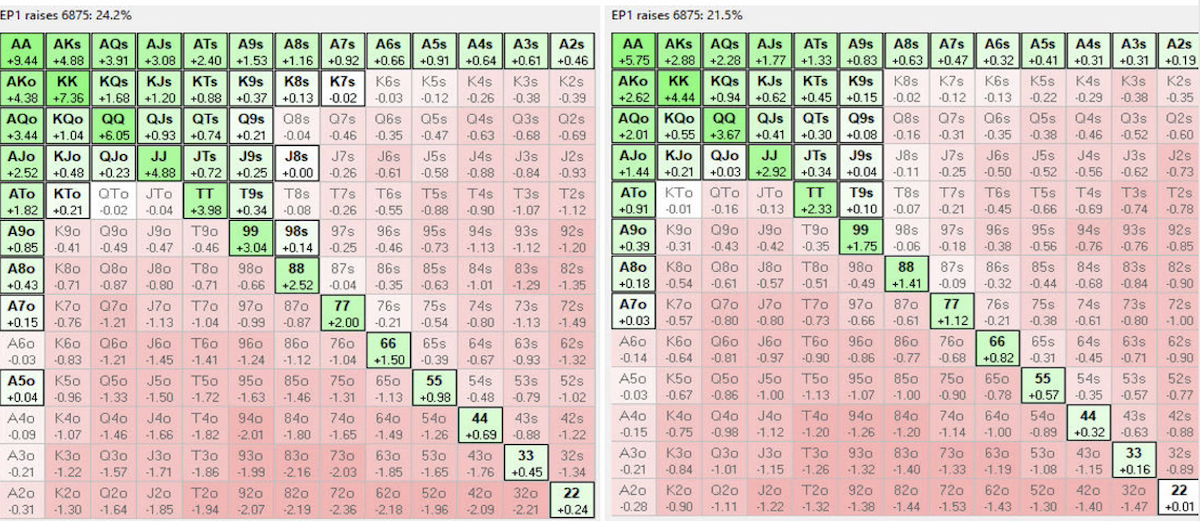 EP1 raises 6875: 24.2%
AA AKs AQs AJs ATs A9s A8s A7s A6s A5s A4s A3s A2s
+9.44 +4.88 +3.91 +3.08 +2.40 +1.53 +1.16 +0.92 +0.66 +0.91 +0.64 +0.61 +0.46
AKo KK KQs KJs KTs K9s K8s K7s K6s K5s K4s K3s K2s
+4.38 +7.36 +1.68 +1.20 +0.88 +0.37 +0.13 -0.02 -0.03 -0.12 -0.26 -0.38 -0.39
AQo KQo QQ QJs QTs Q9s Q8s Q7s Q6s Q5s Q4s Q3s Q2s
+3.44 +1.04 +6.05 +0.93 +0.74 +0.21 -0.04 -0.46 -0.35 -0.47 -0.63 -0.68 -0.69
AJo KJo QJo JJ JTs J9s J8s J7s J6s J5s J4s J3s J2s
+2.52 +0.48 +0.23 +4.88 +0.72 +0.25 +0.00 -0.26 -0.61 -0.58 -0.88 -0.84 -0.93
ATo KTo QTo JTo TT T9s T8s T7s T6s T5s T4s T3s T2s
+1.82 +0.21 -0.02 -0.04 +3.98 +0.34 -0.08 -0.26 -0.55 -0.88 -0.90 -1.07 -1.12
A9o K9o Q9o J9o T9o 99 98s 97s 96s 95s 94s 93s 92s
+0.85 -0.41 -0.49 -0.47 -0.46 +3.04 +0.14 -0.25 -0.46 -0.73 -1.13 -1.12 -1.20
A8o K8o Q8o J8o T8o 98o 88 87s 86s 85s 84s 83s 82s
+0.43 -0.71 -0.87 -0.80 -0.71 -0.66 +2.52 -0.04 -0.35 -0.63 -1.01 -1.29 -1.35
A7o K7o Q7o J7o T7o 97o 87o 77 76s 75s 74s 73s 72s
+0.15 -0.76 -1.21 -1.13 -1.04 -0.99 -0.87 +2.00 -0.21 -0.54 -0.80 -1.13 -1.49
A6o K6o Q6o J6o T6o 96o 86o 76o 66 65s 64s 63s 62s
-0.03 -0.83 -1.21 -1.45 -1.41 -1.24 -1.12 -1.04 +1.50 -0.39 -0.67 -0.93 -1.32
A5o K5o Q5o J5o T5o 95o 85o 75o 65o 55 54s 53s 52s
+0.04 -0.96 -1.33 -1.50 -1.72 -1.63 -1.46 -1.31 -1.13 +0.98 -0.48 -0.79 -1.02
A4o K4o Q4o J4o T4o 94o 84o 74o 64o 54o 44 43s 42s
-0.09 -1.07 -1.46 -1.66 -1.82 -2.01 -1.80 -1.65 -1.49 -1.26 +0.69 -0.88 -1.22
A3o K3o Q3o J3o T3o 93o 83o 73o 63o 53o 43o 33 32s
-0.21 -1.22 -1.57 -1.71 -1.86 -1.99 -2.16 -2.03 -1.85 -1.65 -1.76 +0.45 -1.34
A2o K2o Q2o J2o T2o 92o 82o 72o 62o 52o 42o 32o 22
-0.31 -1.30 -1.64 -1.85 -1.94 -2.07 -2.19 -2.36 -2.18 -1.96 -2.09 -2.21 +0.24
EP1 raises 6875: 21.5%
AA AKs AQs AJs ATs A9s A8s A7s A6s A5s A4s A3s A2s
+5.75 +2.88 +2.28 +1.77 +1.33 +0.83 +0.63 +0.47 +0.32 +0.41 +0.31 +0.31 +0.19
AKo KK KQs KJs KTs K9s K8s K7s K6s K5s K4s K3s K2s
+2.62 +4.44 +0.94 +0.62 +0.45 +0.15 -0.02 -0.12 -0.13 -0.22 -0.29 -0.38 -0.35
AQo KQo QQ QJs QTs Q9s Q8s Q7s Q6s Q5s Q4s Q3s Q2s
+2.01 +0.55 +3.67 +0.41 +0.30 +0.08 -0.16 -0.31 -0.35 -0.38 -0.46 -0.52 -0.60
AJo KJo QJo JJ JTs J9s J8s J7s J6s J5s J4s J3s J2s
+1.44 +0.21 +0.03 +2.92 +0.34 +0.04 -0.11 -0.25 -0.50 -0.52 -0.56 -0.62 -0.73
ATo KTo QTo JTo TT T9s T8s T7s T6s T5s T4s T3s T2s
+0.91 -0.01 -0.16 -0.13 +2.33 +0.10 -0.07 -0.21 -0.45 -0.66 -0.69 -0.74 -0.78
A9o K9o Q9o J9o T9o 99 98s 97s 96s 95s 94s 93s 92s
+0.39 -0.31 -0.43 -0.42 -0.35 +1.75 -0.06 -0.18 -0.38 -0.56 -0.76 -0.76 -0.85
A8o K8o Q8o J8o T8o 98o 88 87s 86s 85s 84s 83s 82s
+0.18 -0.54 -0.61 -0.57 -0.51 -0.49 +1.41 -0.09 -0.32 -0.44 -0.68 -0.84 -0.90
A7o K7o Q7o J7o T7o 97o 87o 77 76s 75s 74s 73s 72s
+0.03 -0.57 -0.80 -0.80 -0.73 -0.66 -0.61 +1.12 -0.21 -0.38 -0.61 -0.80 -1.00
A6o K6o Q6o J6o T6o 96o 86o 76o 66 65s 64s 63s 62s
-0.14 -0.64 -0.81 -0.97 -0.90 -0.86 -0.77 -0.68 +0.82 -0.31 -0.45 -0.71 -0.90
A5o K5o Q5o J5o T5o 95o 85o 75o 65o 55 54s 53s 52s
-0.03 -0.67 -0.86 -1.00 -1.13 -1.07 -1.00 -0.90 -0.78 +0.57 -0.35 -0.57 -0.77
A4o K4o Q4o J4o T4o 94o 84o 74o 64o 54o 44 43s 42s
-0.15 -0.75 -0.98 -1.12 -1.20 -1.26 -1.20 -1.14 -1.00 -0.89 +0.32 -0.63 -0.88
A3o K3o Q3o J3o T3o 93o 83o 73o 63o 53o 43o 33 32s
-0.21 -0.84 -1.01 -1.15 -1.26 -1.32 -1.40 -1.33 -1.19 -1.08 -1.15 +0.16 -0.89
A2o K2o Q2o J2o T2o 92o 82o 72o 62o 52o 42o 32o 22
-0.28 -0.90 -1.11 -1.22 -1.32 -1.42 -1.44 -1.53 -1.43 -1.30 -1.40 -1.47 +0.01